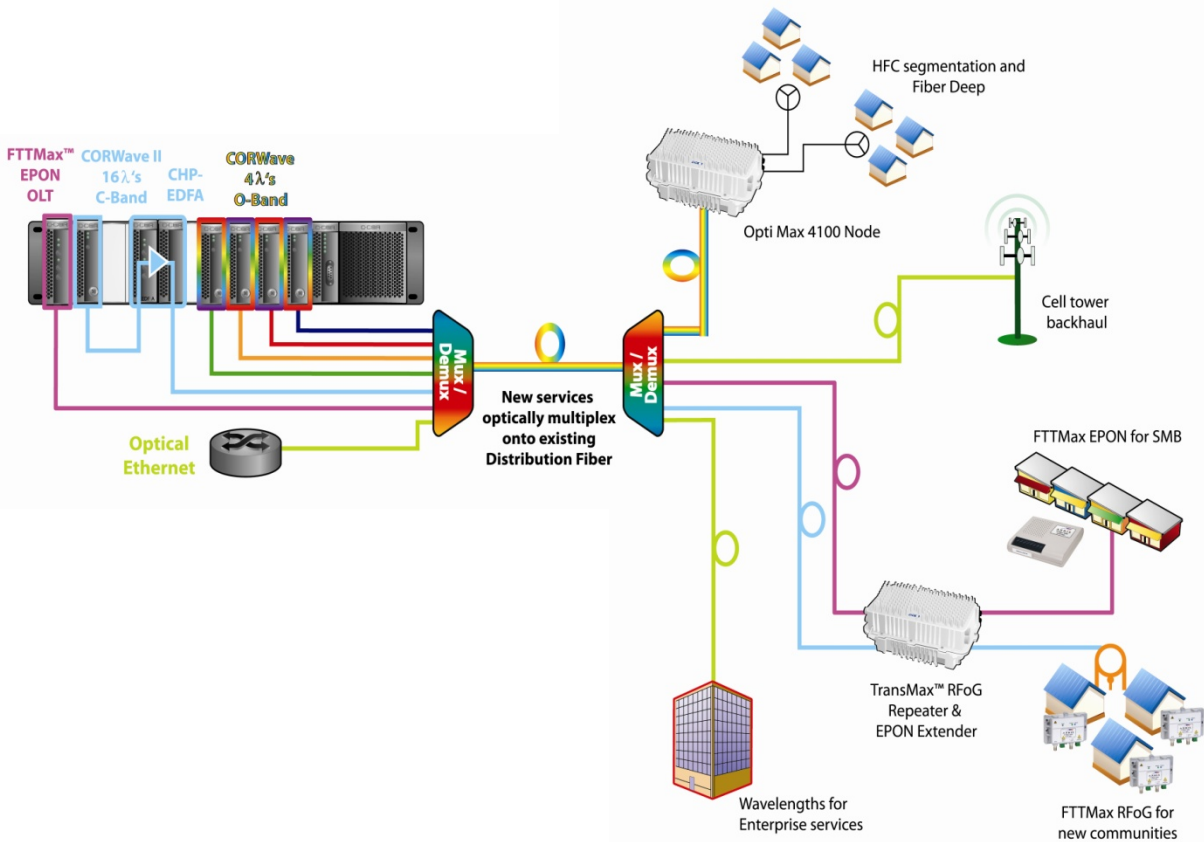 FTTMax™
EPON
OLT
CORWave II
16λ's
C-Band
CHP-
EDFA
CORWave
4λ's
O-Band
Mux /
Demux
Optical
Ethernet
New services
optically multiplex
onto existing
Distribution Fiber
Mux /
Demux
HFC segmentation and
Fiber Deep
Opti Max 4100 Node
Cell tower
backhaul
FTTMax EPON for SMB
TransMax™ RFoG
Repeater &
EPON Extender
Wavelengths for
Enterprise services
FTTMax RFoG for
new communities